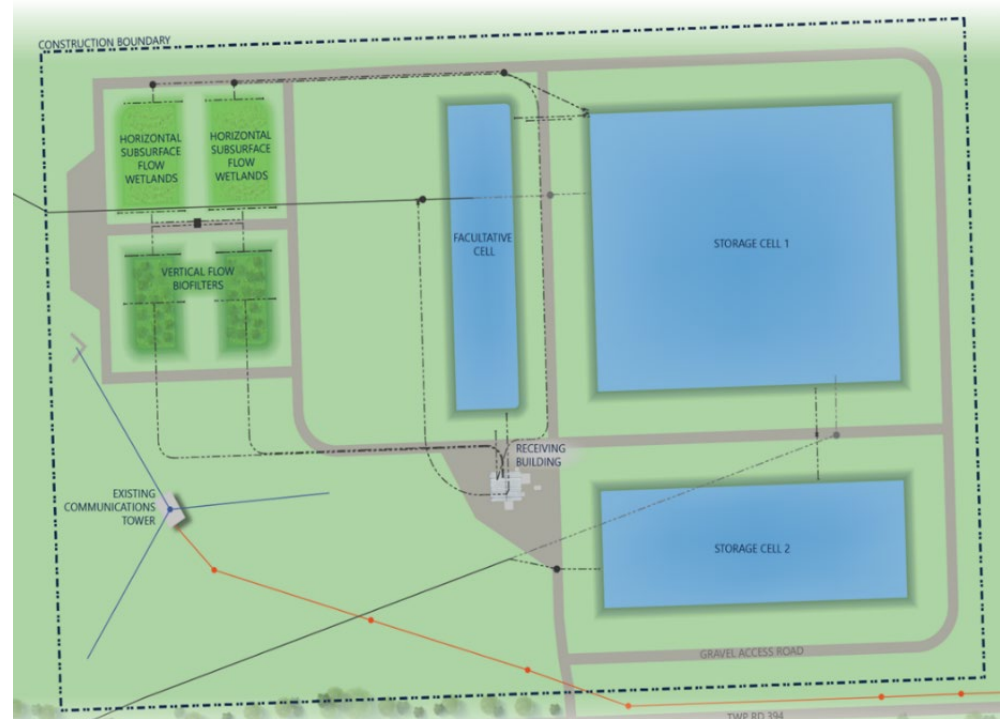 CONSTRUCTION BOUNDARY
HORIZONTAL
SUBSURFACE
FLOW
WETLANDS
HORIZONTAL
SUBSURFACE
FLOW
WETLANDS
FACULTATIVE
CELL
STORAGE CELL 1
VERTICAL FLOW
BIOFILTERS
RECEIVING
BUILDING
EXISTING
COMMUNICATIONS
TOWER
STORAGE CELL 2
GRAVEL ACCESS ROAD
TWP RD 394